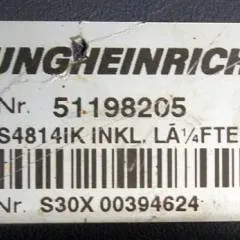 UNGHEINRICH
Nr. 51198205
S4814IK INKL. LÃ¼FTE
Nr. S30X 00394624